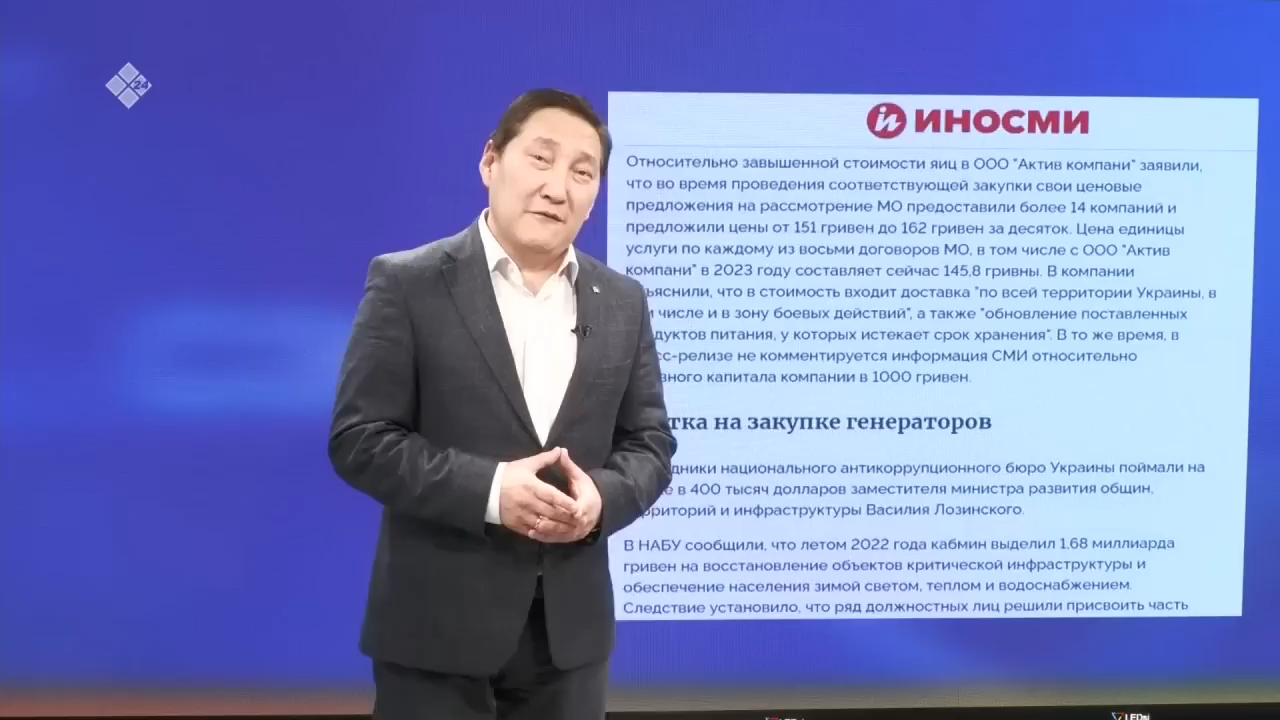 24
ИНОСМИ
Относительно завышенной стоимости яиц в ООО "Актив компани" заявили,
что во время проведения соответствующей закупки свои ценовые
предложения на рассмотрение МО предоставили более 14 компаний и
предложили цены от 151 гривен до 162 гривен за десяток. Цена единицы
услуги по каждому из восьми договоров МО, в том числе с ООО "Актив
компани" в 2023 году составляет сейчас 145,8 гривны. В компании
ъяснили, что в стоимость входит доставка "по всей территории Украины, в
числе и в зону боевых действий", а также "обновление поставленных
одуктов питания, у которых истекает срок хранения". В то же время, в
сс-релизе не комментируется информация СМИ относительно
вного капитала компании в 1000 гривен.
тка на закупке генераторов
дники национального антикоррупционного бюро Украины поймали на
в 400 тысяч долларов заместителя министра развития общин,
рриторий и инфраструктуры Василия Лозинского.
В НАБУ сообщили, что летом 2022 года кабмин выделил 1.68 миллиарда
гривен на восстановление объектов критической инфраструктуры и
обеспечение населения зимой светом, теплом и водоснабжением.
Следствие установило, что ряд должностных лиц решили присвоить часть